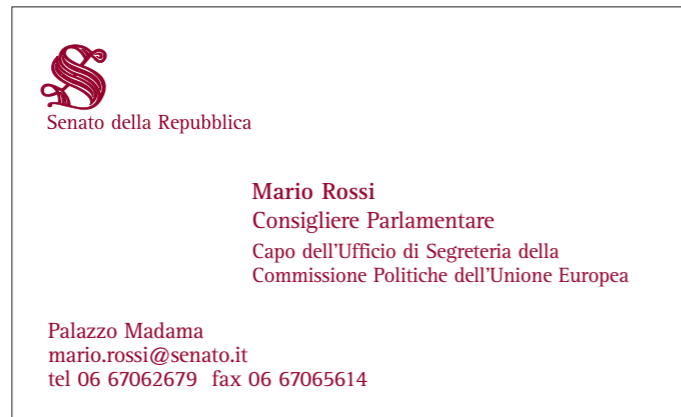 Senato della Repubblica
Mario Rossi
Consigliere Parlamentare
Capo dell'Ufficio di Segreteria della
Commissione Politiche dell'Unione Europea
Palazzo Madama
mario.rossi@senato.it
tel 06 67062679 fax 06 67065614